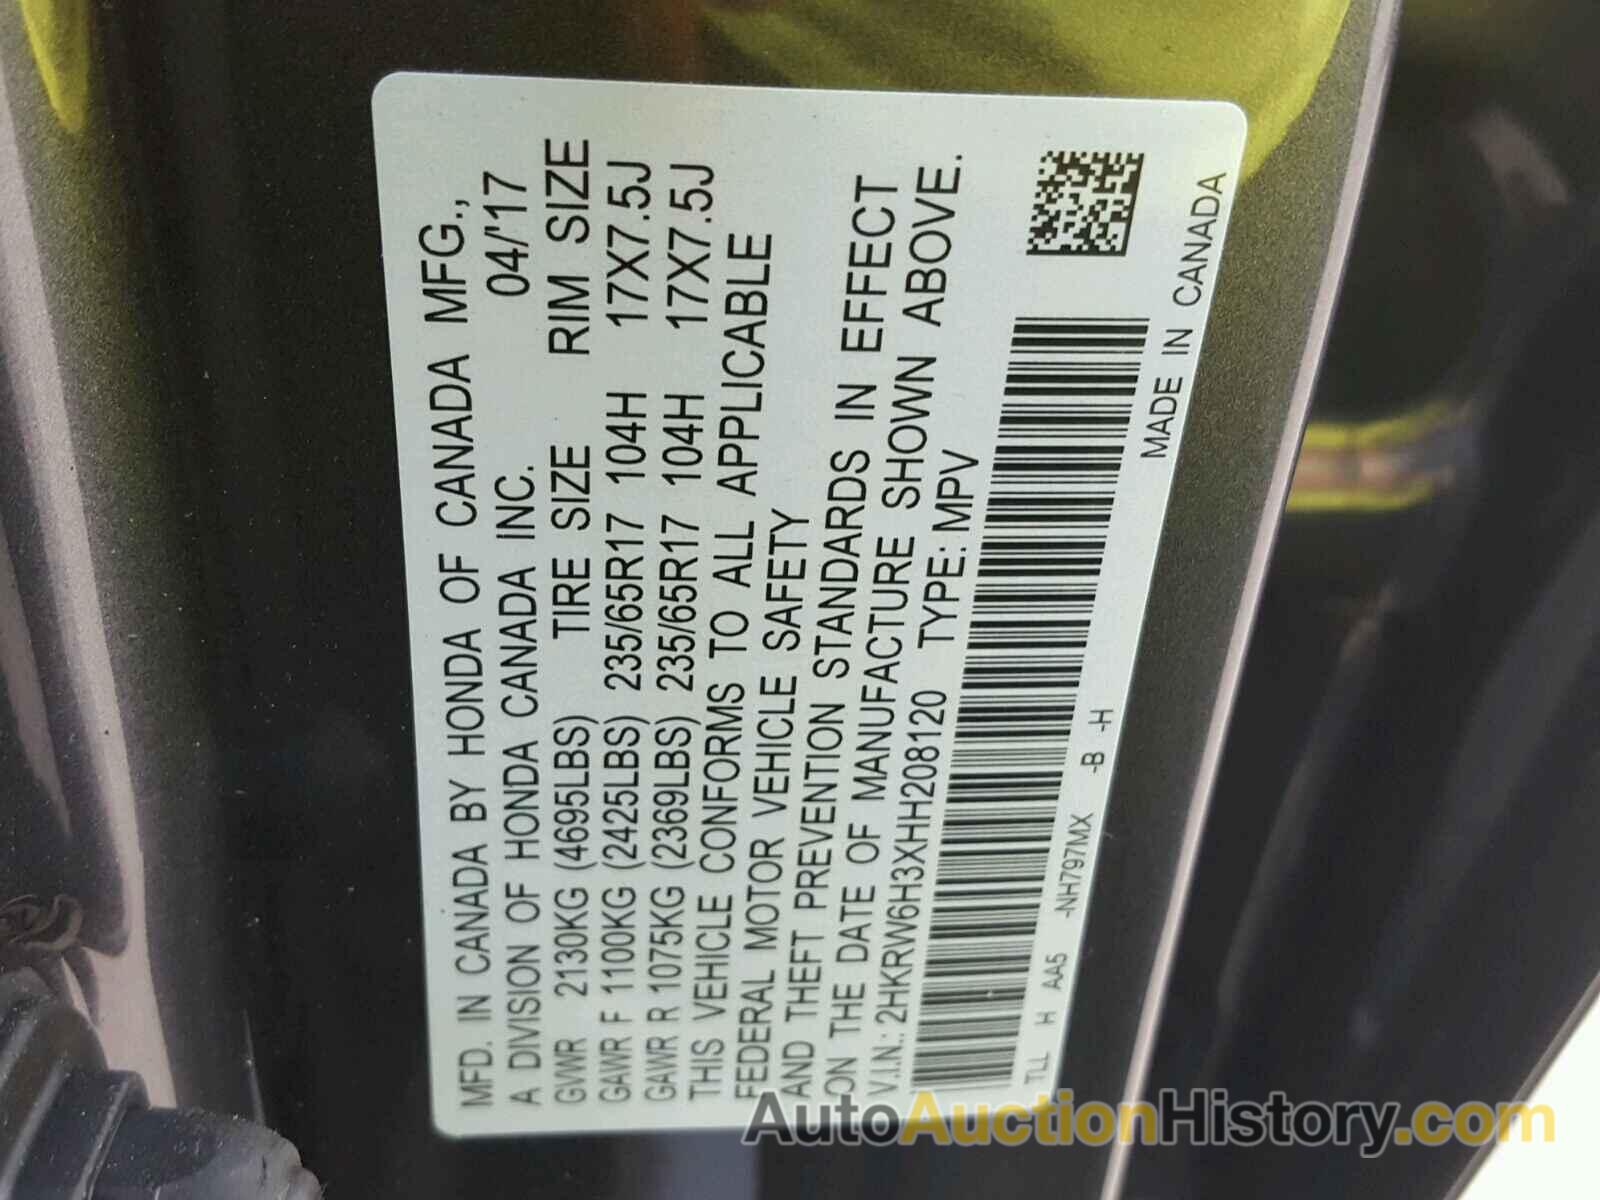 MFD. IN CANADA BY HONDA OF CANADA MFG.,
A DIVISION OF HONDA CANADA INC. 04/'17
GVWR 2130KG (4695LBS) TIRE SIZE RIM SIZE
GAWR F 1100KG (2425LBS) 235/65R17 104H 17X7.5J
GAWR R 1075KG (2369LBS) 235/65R17 104H 17X7.5J
THIS VEHICLE CONFORMS TO ALL APPLICABLE
FEDERAL MOTOR VEHICLE SAFETY
AND THEFT PREVENTION STANDARDS IN EFFECT
ON THE DATE OF MANUFACTURE SHOWN ABOVE.
V.I.N.: 2HKRW6H3XHH208120 TYPE: MPV
TLL H AA5 -NH797MX -B -H
MADE IN CANADA
AutoAuctionHistory.com